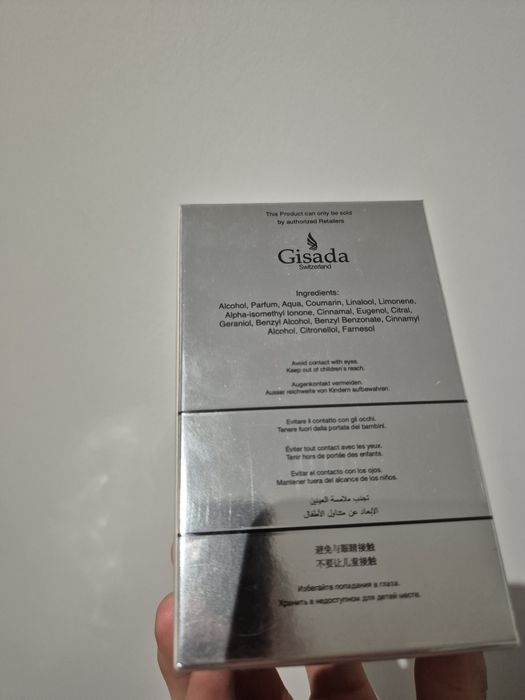 This Product can only be sold
by authorized Retailers
Gisada
Switzerland
Ingredients:
Alcohol, Parfum, Aqua, Coumarin, Linalool, Limonene,
Alpha-isomethyl Ionone, Cinnamal, Eugenol, Citral,
Geraniol, Benzyl Alcohol, Benzyl Benzonate, Cinnamyl
Alcohol, Citronellol, Farnesol
Avoid contact with eyes.
Keep out of children's reach.
Augenkontakt vermeiden.
Ausser reichweite von Kindern aufbewahren.
Evitare il contatto con gli occhi.
Tenere fuori dalla portata dei bambini.
Éviter tout contact avec les yeux.
Tenir hors de portée des enfants.
Evitar al contacto con los ojos.
Mantener fuera del alcance de los niños.
تجنب ملامسة العينين
الإبعاد عن متناول الأطفال
避免与眼睛接触
不要让儿童接触
Избегайте попадания в глаза.
Хранить в недоступном для детей месте.